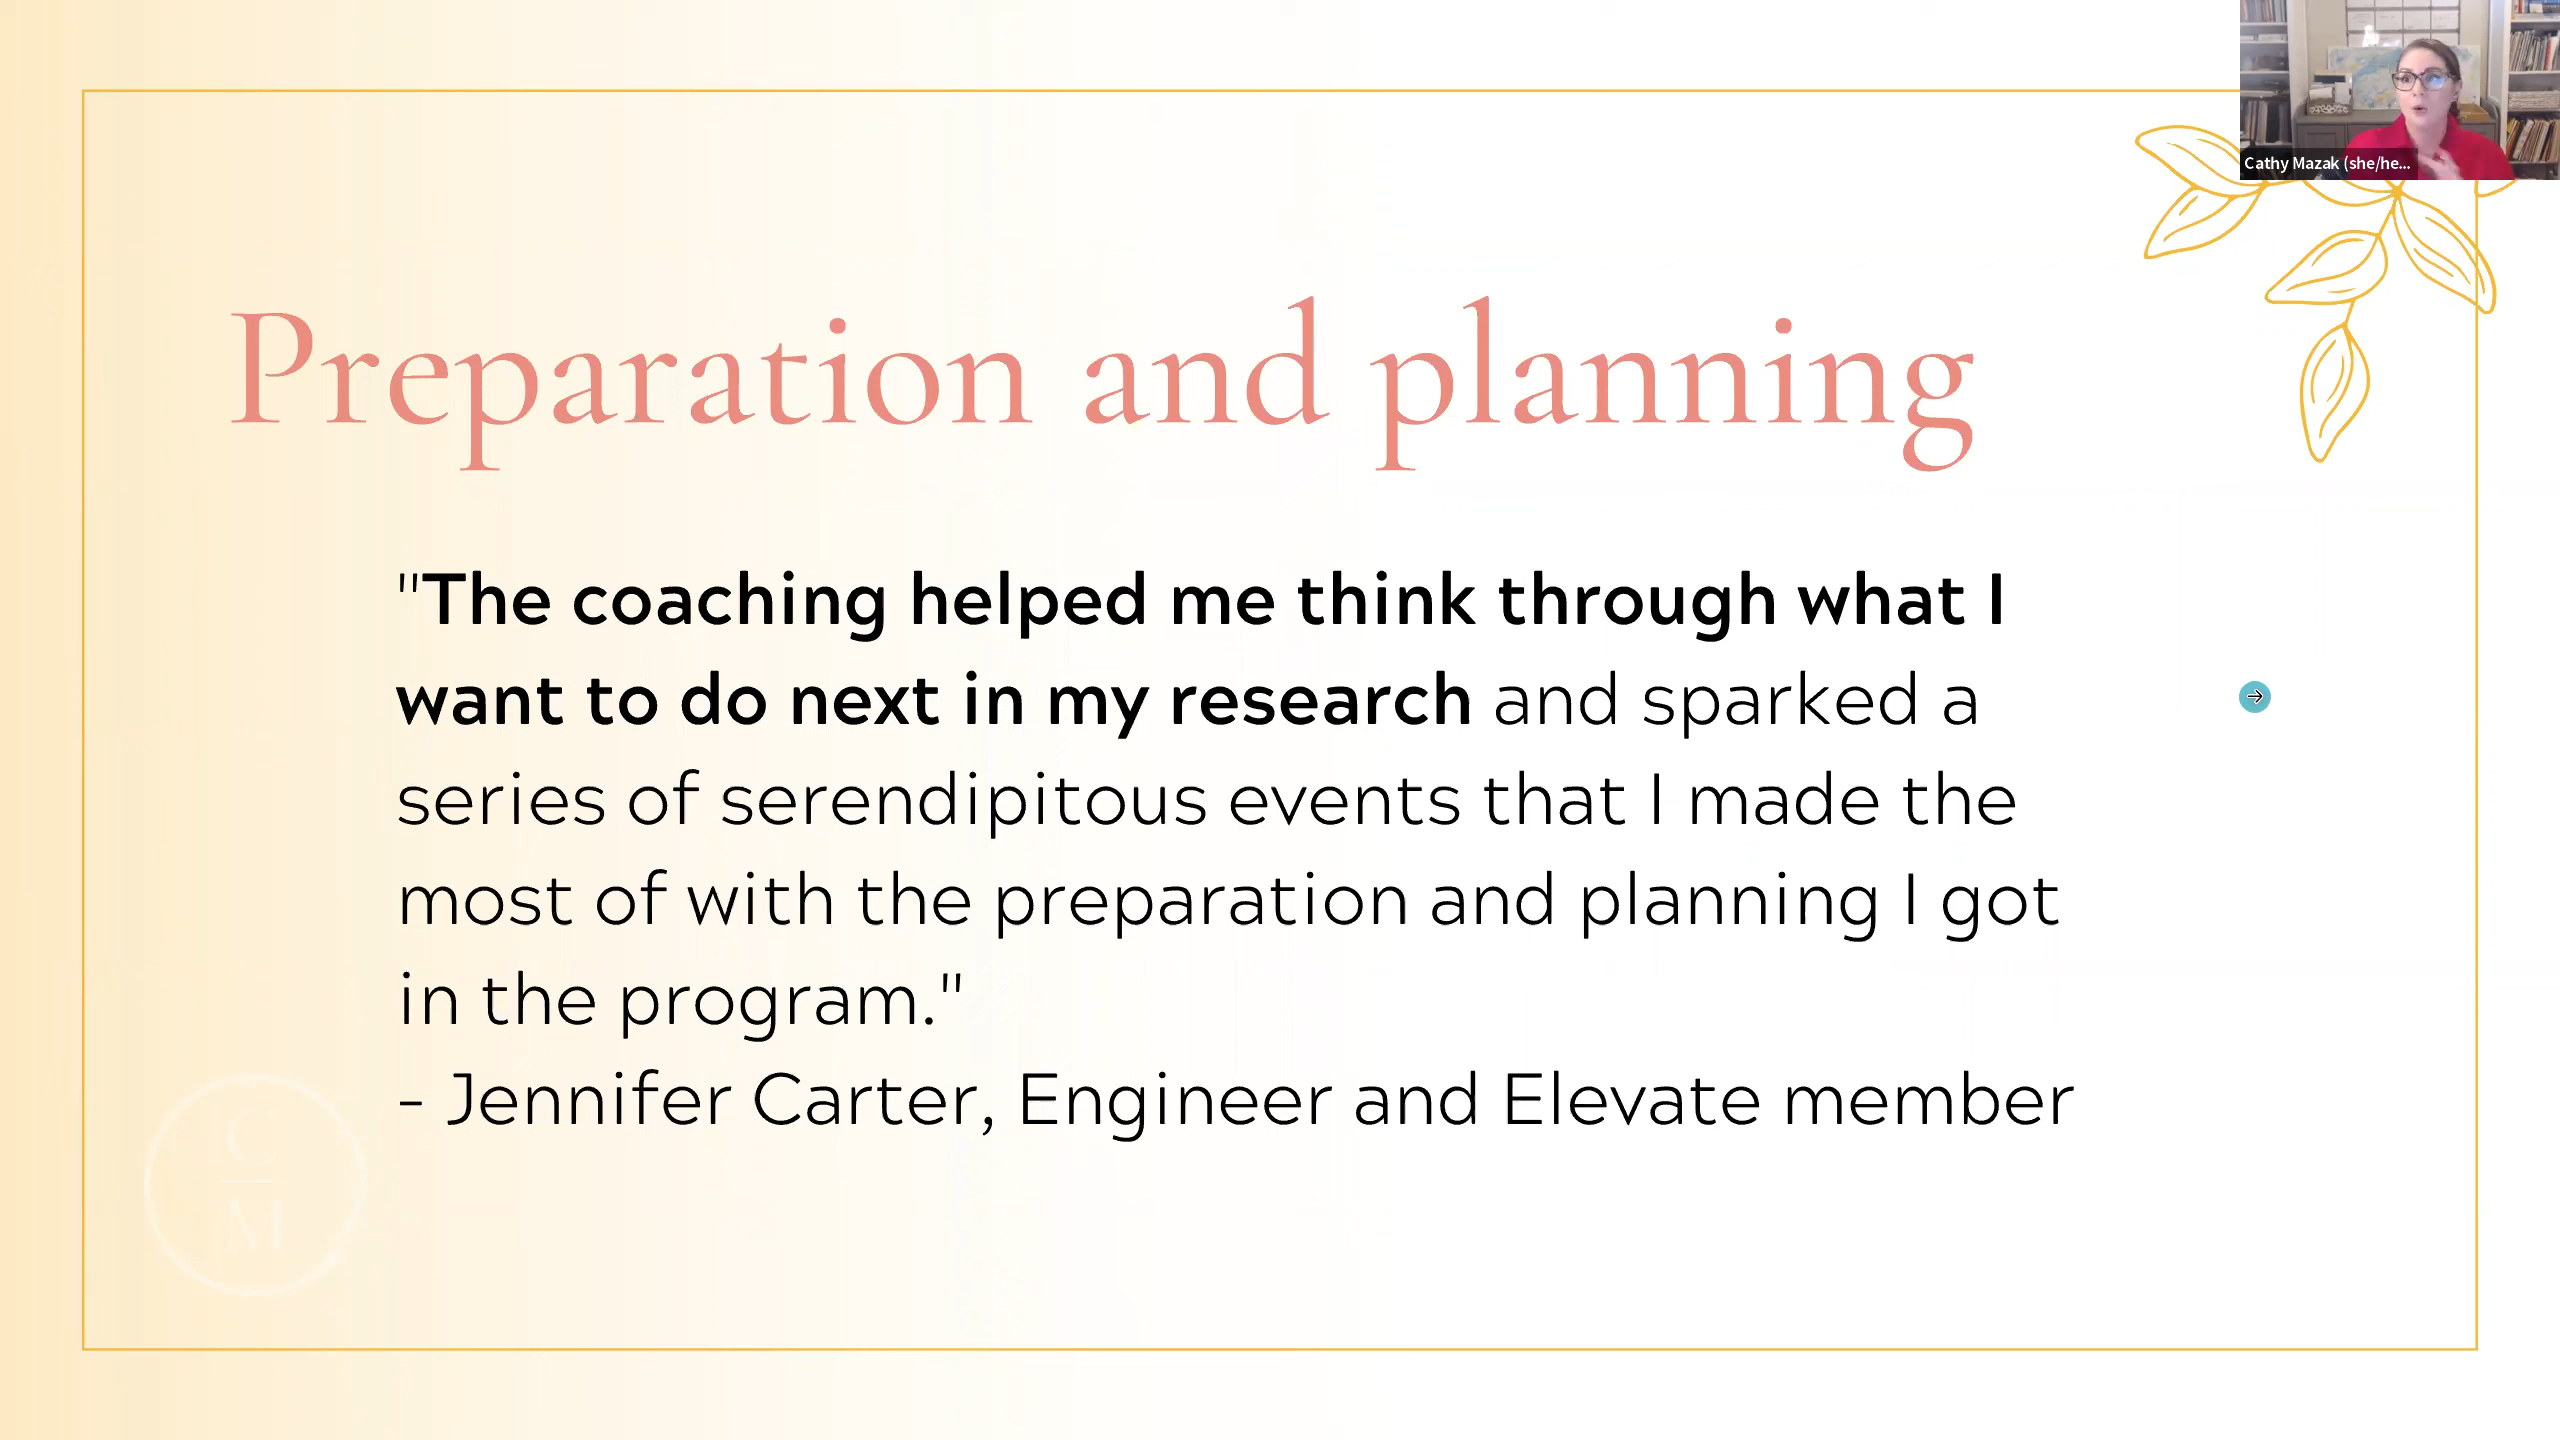 Cathy Mazak (she/he...
Preparation and planning
"The coaching helped me think through what I
want to do next in my research and sparked a
series of serendipitous events that I made the
most of with the preparation and planning I got
in the program."
- Jennifer Carter, Engineer and Elevate member
C
M